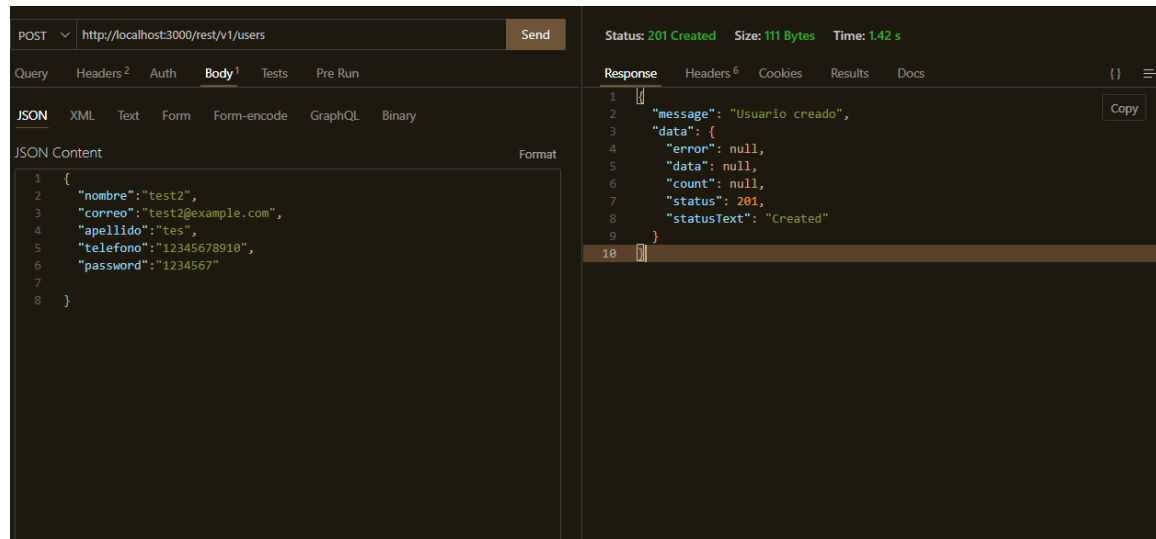 POST http://localhost:3000/rest/v1/users Send
Query Headers 2 Auth Body 1 Tests Pre Run
JSON XML Text Form Form-encode GraphQL Binary
JSON Content Format
1 {
2 "nombre":"test2",
3 "correo":"test2@example.com",
4 "apellido":"tes",
5 "telefono":"12345678910",
6 "password":"1234567"
7
8 }
Status: 201 Created Size: 111 Bytes Time: 1.42 s
Response Headers 6 Cookies Results Docs {}
Copy
1 {
2 "message": "Usuario creado",
3 "data": {
4 "error": null,
5 "data": null,
6 "count": null,
7 "status": 201,
8 "statusText": "Created"
9 }
10 }